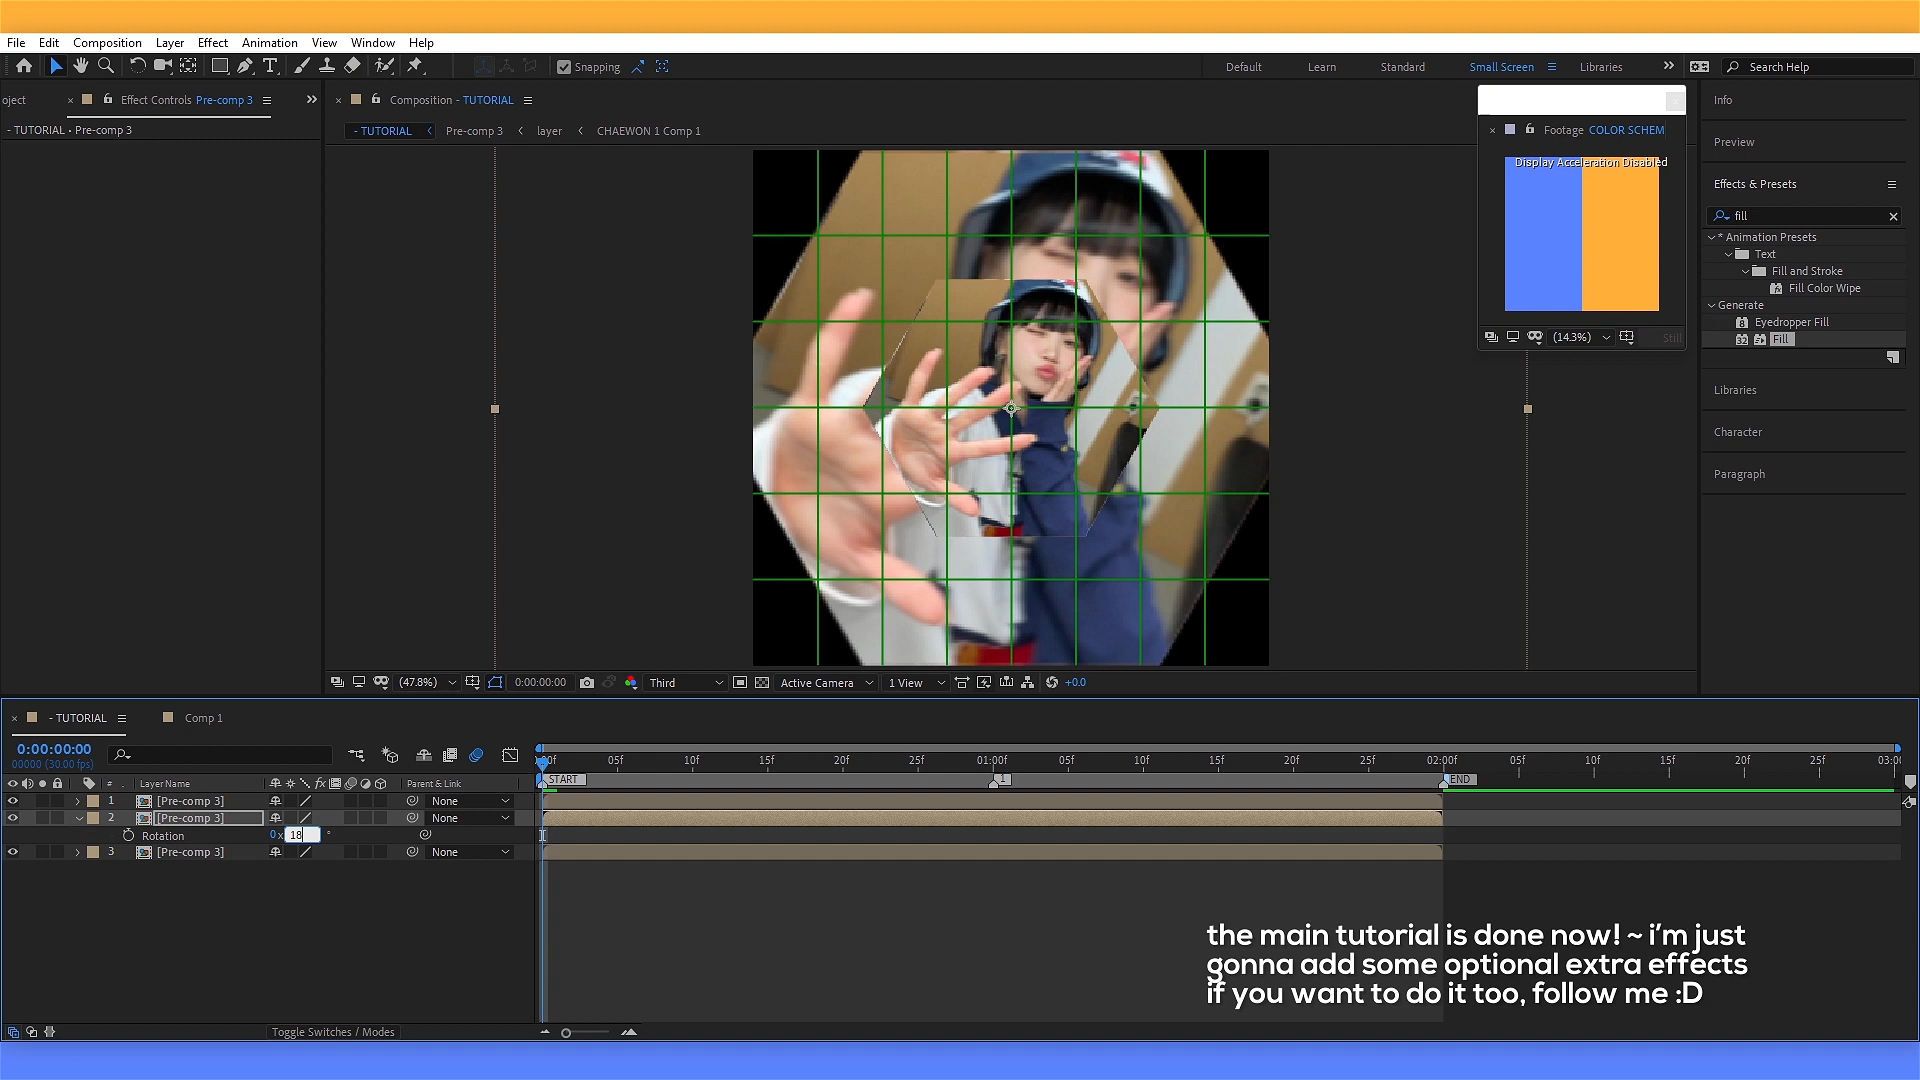 File Edit Composition Layer Effect Animation View Window Help
Snapping Default Learn Standard Small Screen Libraries Search Help
oject Effect Controls Pre-comp 3 Composition - TUTORIAL
- TUTORIAL • Pre-comp 3
- TUTORIAL Pre-comp 3 layer CHAEWON 1 Comp 1
Footage COLOR SCHEM
Display Acceleration Disabled
(14.3%) Still
Info
Preview
Effects & Presets
fill
* Animation Presets
Text
Fill and Stroke
Fill Color Wipe
Generate
Eyedropper Fill
Fill
Libraries
Character
Paragraph
(47.8%) 0:00:00:00 Third Active Camera 1 View +0.0
- TUTORIAL Comp 1
0:00:00:00
00000 (30.00 fps)
:00f 05f 10f 15f 20f 25f 01:00f 05f 10f 15f 20f 25f 02:00f 05f 10f 15f 20f 25f 03:00
START 1 END
# Layer Name fx Parent & Link
1 [Pre-comp 3] None
2 [Pre-comp 3] None
Rotation 0x 18 °
3 [Pre-comp 3] None
the main tutorial is done now! ~ i'm just
gonna add some optional extra effects
if you want to do it too, follow me :D
Toggle Switches / Modes